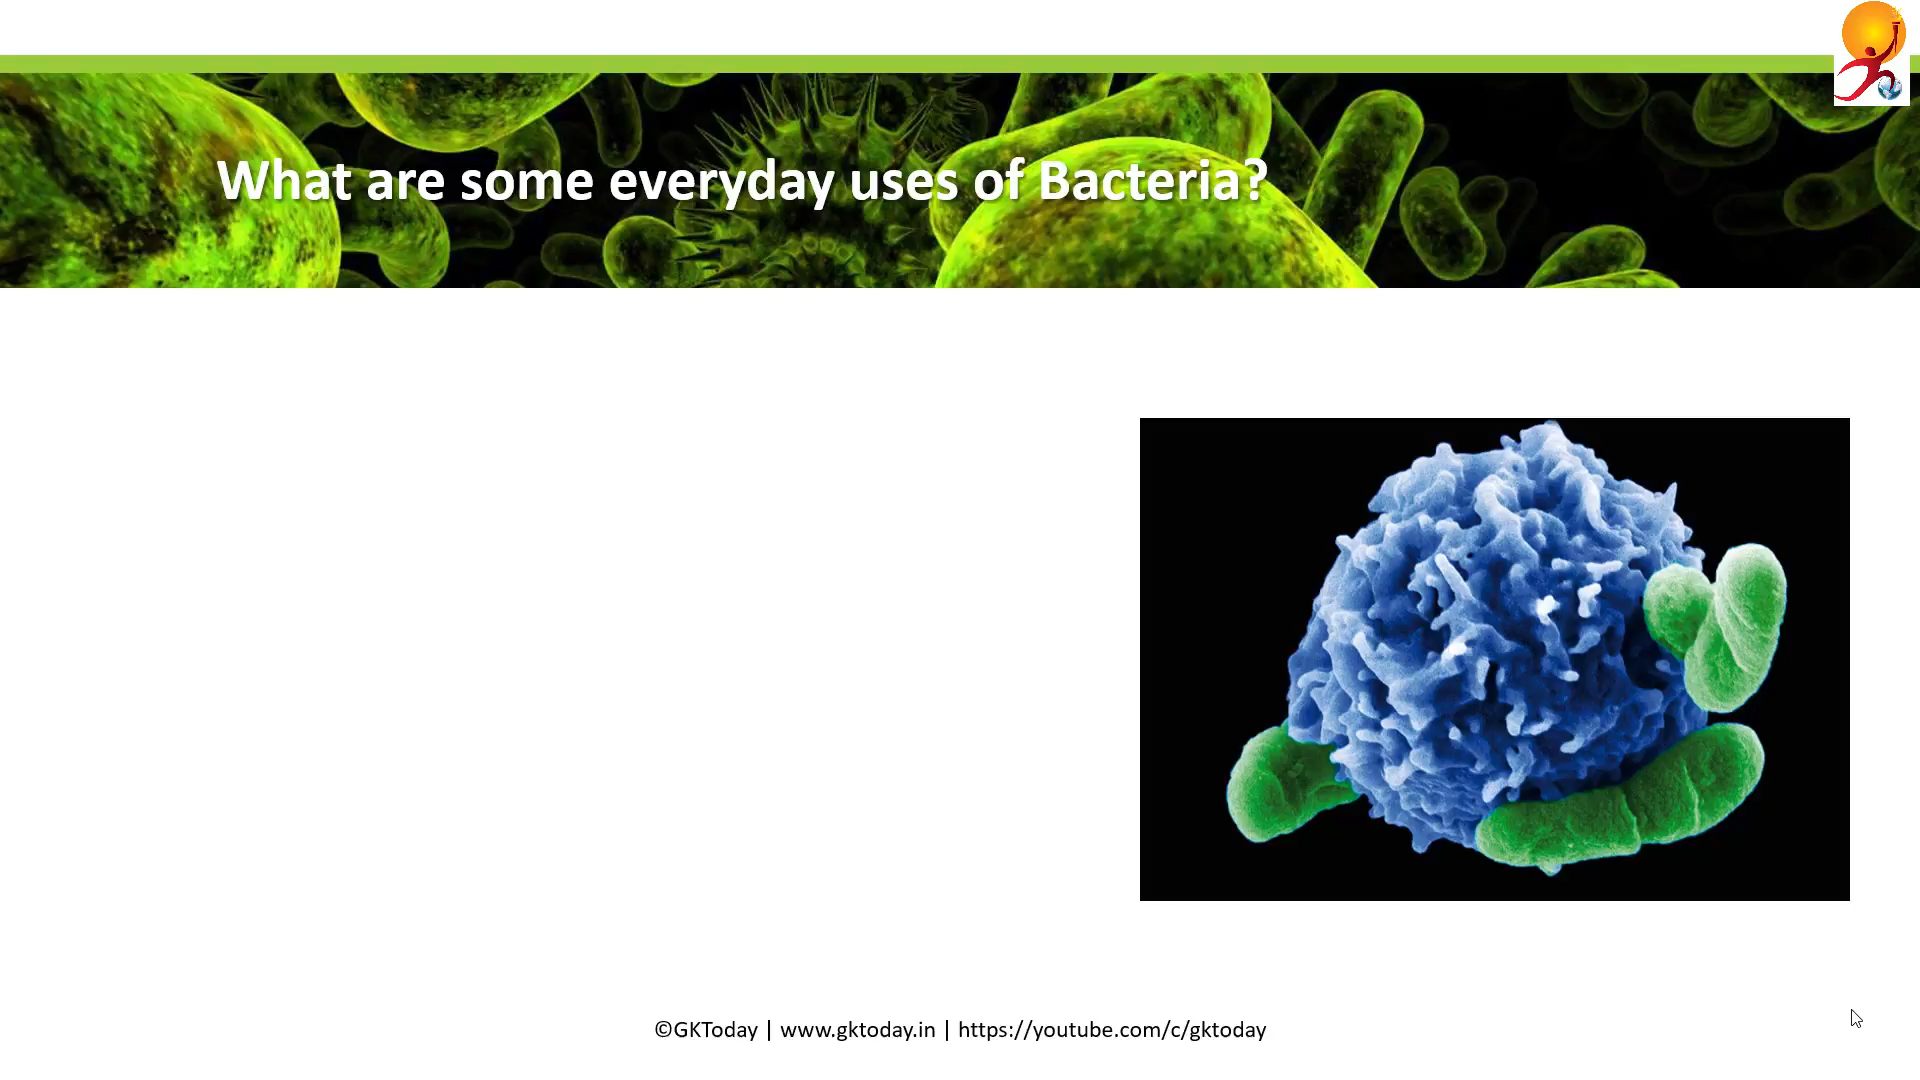 What are some everyday uses of Bacteria?
©GKToday | www.gktoday.in | https://youtube.com/c/gktoday